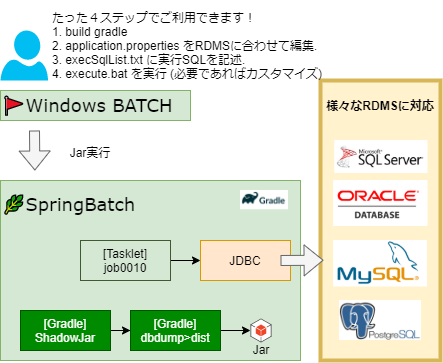 たった４ステップでご利用できます！
1. build gradle
2. application.properties をRDMSに合わせて編集.
3. execSqlList.txt に実行SQLを記述.
4. execute.bat を実行 (必要であればカスタマイズ)
Windows BATCH
Jar実行
様々なRDMSに対応
Microsoft
SQL Server
ORACLE
DATABASE
MySQL
PostgreSQL
SpringBatch
Gradle
[Tasklet]
job0010
JDBC
[Gradle]
ShadowJar
[Gradle]
dbdump>dist
Jar